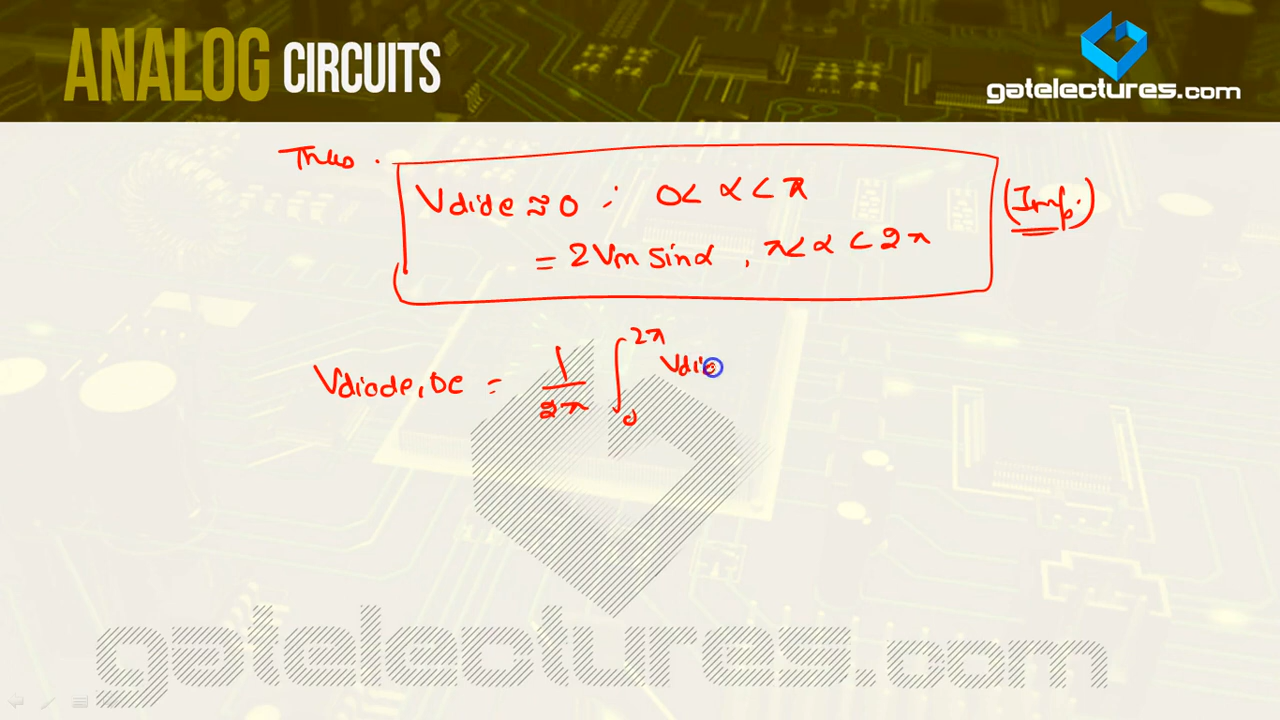 ANALOG CIRCUITS
gatelectures.com
Thus .
Vdiode ≈ 0 : 0 < α < π
= 2Vm sinα , π < α < 2π
(Imp.)
Vdiode,DC = 1/2π ∫₀^2π Vdio
gatelectures.com